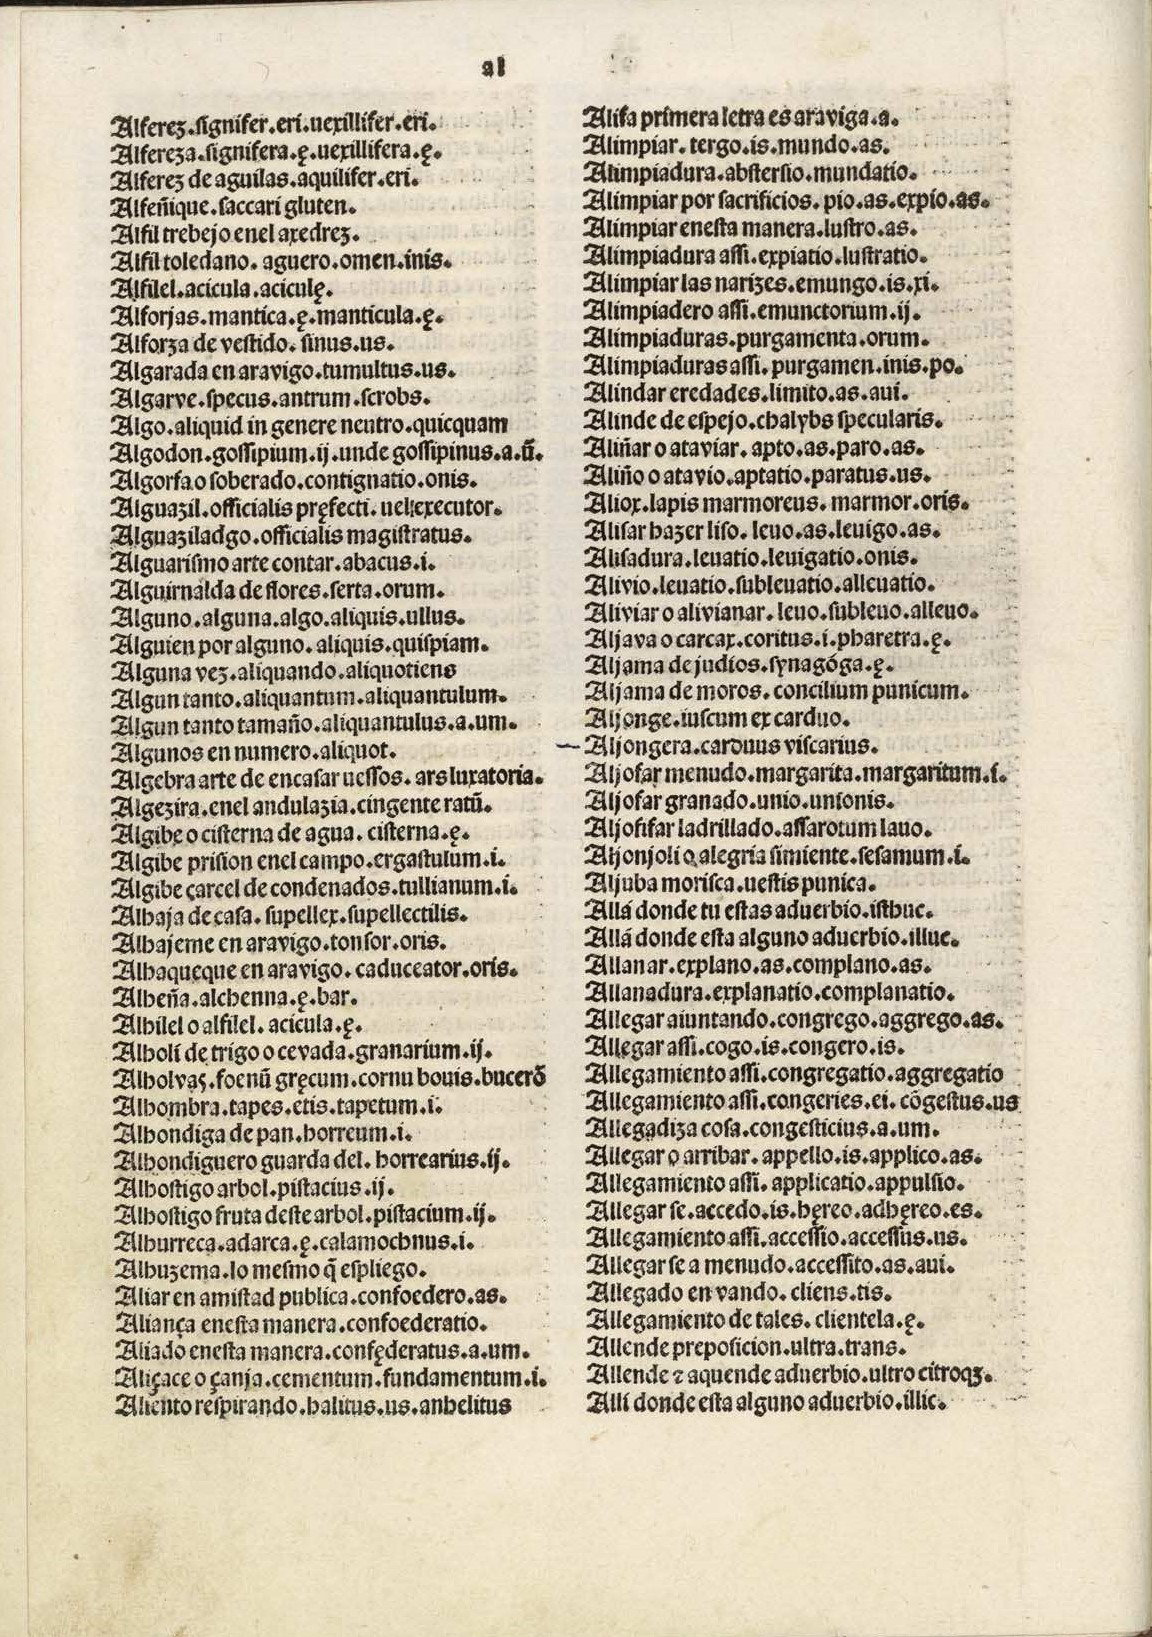 al
Alferez.signifer.eri.uexillifer.eri.
Alfereza.signifera.ę.uexillifera.ę.
Alferez de aguilas.aquilifer.eri.
Alfeñique.saccari gluten.
Alfil trebejo enel axedrez.
Alfil toledano. aguero.omen.inis.
Alfilel.acicula.aciculę.
Alforjas.mantica.ę.manticula.ę.
Alforza de vestido. sinus.us.
Algarada en aravigo.tumultus.us.
Algarve.specus.antrum.scrobs.
Algo.aliquid in genere neutro.quicquam
Algodon.gossipium.ij.unde gossipinus.a.ũ.
Algorfa o soberado.contignatio.onis.
Alguazil.officialis pręfecti.uel executor.
Alguaziladgo.officialis magistratus.
Alguarismo arte contar.abacus.i.
Alguirnalda de flores.serta.orum.
Alguno.alguna.algo.aliquis.ullus.
Alguien por alguno.aliquis.quispiam.
Alguna vez.aliquando.aliquotiens
Algun tanto.aliquantum.aliquantulum.
Algun tanto tamaño.aliquantulus.a.um.
Algunos en numero.aliquot.
Algebra arte de encasar uessos. ars luxatoria.
Algezira.enel andulazia.cingente ratũ.
Algibe o cisterna de agua. cisterna.ę.
Algibe prision enel campo.ergastulum.i.
Algibe çarcel de condenados.tullianum.i.
Alhaja de casa. supellex.supellectilis.
Alhajeme en aravigo.tonsor.oris.
Alhaqueque en aravigo. caduceator.oris.
Alheña.alchenna.ę.bar.
Alhilel o alfilel. acicula.ę.
Alholi de trigo o cevada.granarium.ij.
Alholvas.foenũ gręcum.cornu bouis.bucerõ
Alhombra.tapes.etis.tapetum.i.
Alhondiga de pan.horreum.i.
Alhondiguero guarda del. horrearius.ij.
Alhostigo arbol.pistacius.ij.
Alhostigo fruta deste arbol.pistacium.ij.
Alhurreca.adarca.ę.calamochnus.i.
Alhuzema.lo mesmo q̃ espliego.
Aliar en amistad publica.confoedero.as.
Aliança enesta manera.confoederatio.
Aliado enesta manera.confęderatus.a.um.
Aliçace o çanja.cementum.fundamentum.i.
Aliento respirando.halitus.us.anhelitus
Alifa primera letra es araviga.a.
Alimpiar. tergo.is.mundo.as.
Alimpiadura.abstersio.mundatio.
Alimpiar por sacrificios. pio.as.expio.as.
Alimpiar enesta manera.lustro.as.
Alimpiadura assi.expiatio.lustratio.
Alimpiar las narizes.emungo.is.xi.
Alimpiadero assi.emunctorium.ij.
Alimpiaduras.purgamenta.orum.
Alimpiaduras assi. purgamen.inis.po.
Alindar eredades.limito.as.aui.
Alinde de espejo.chalybs specularis.
Aliñar o ataviar. apto.as.paro.as.
Aliño o atavio.aptatio.paratus.us.
Aliox.lapis marmoreus. marmor.oris.
Alisar hazer liso. leuo.as.leuigo.as.
Alisadura.leuatio.leuigatio.onis.
Alivio.leuatio.subleuatio.alleuatio.
Aliviar o alivianar. leuo.subleuo.alleuo.
Aljava o carcax.coritus.i.pharetra.ę.
Aljama de judios.synagóga.ę.
Aljama de moros. concilium punicum.
Aljonge.iuscum ex carduo.
Aljongera.carduus viscarius.
Aljofar menudo.margarita.margaritum.i.
Aljofar granado.unio.unionis.
Aljofifar ladrillado.assarotum lauo.
Aljonjoli o alegria simiente.sesamum.i.
Aljuba morisca.uestis punica.
Allá donde tu estas aduerbio.isthuc.
Allá donde esta alguno aduerbio.illuc.
Allanar.explano.as.complano.as.
Allanadura.explanatio.complanatio.
Allegar aiuntando.congrego.aggrego.as.
Allegar assi.cogo.is.congero.is.
Allegamiento assi.congregatio.aggregatio
Allegamiento assi.congeries.ei.cõgestus.us
Allegadiza cosa.congesticius.a.um.
Allegar o arribar. appello.is.applico.as.
Allegamiento assi. applicatio.appulsio.
Allegar se.accedo.is.hęreo.adhęreo.es.
Allegamiento assi.accessio.accessus.us.
Allegar se a menudo.accessito.as.aui.
Allegado en vando. cliens.tis.
Allegamiento de tales. clientela.ę.
Allende preposicion.ultra.trans.
Allende ⁊ aquende aduerbio.ultro citroqꝫ.
Alli donde esta alguno aduerbio.illic.